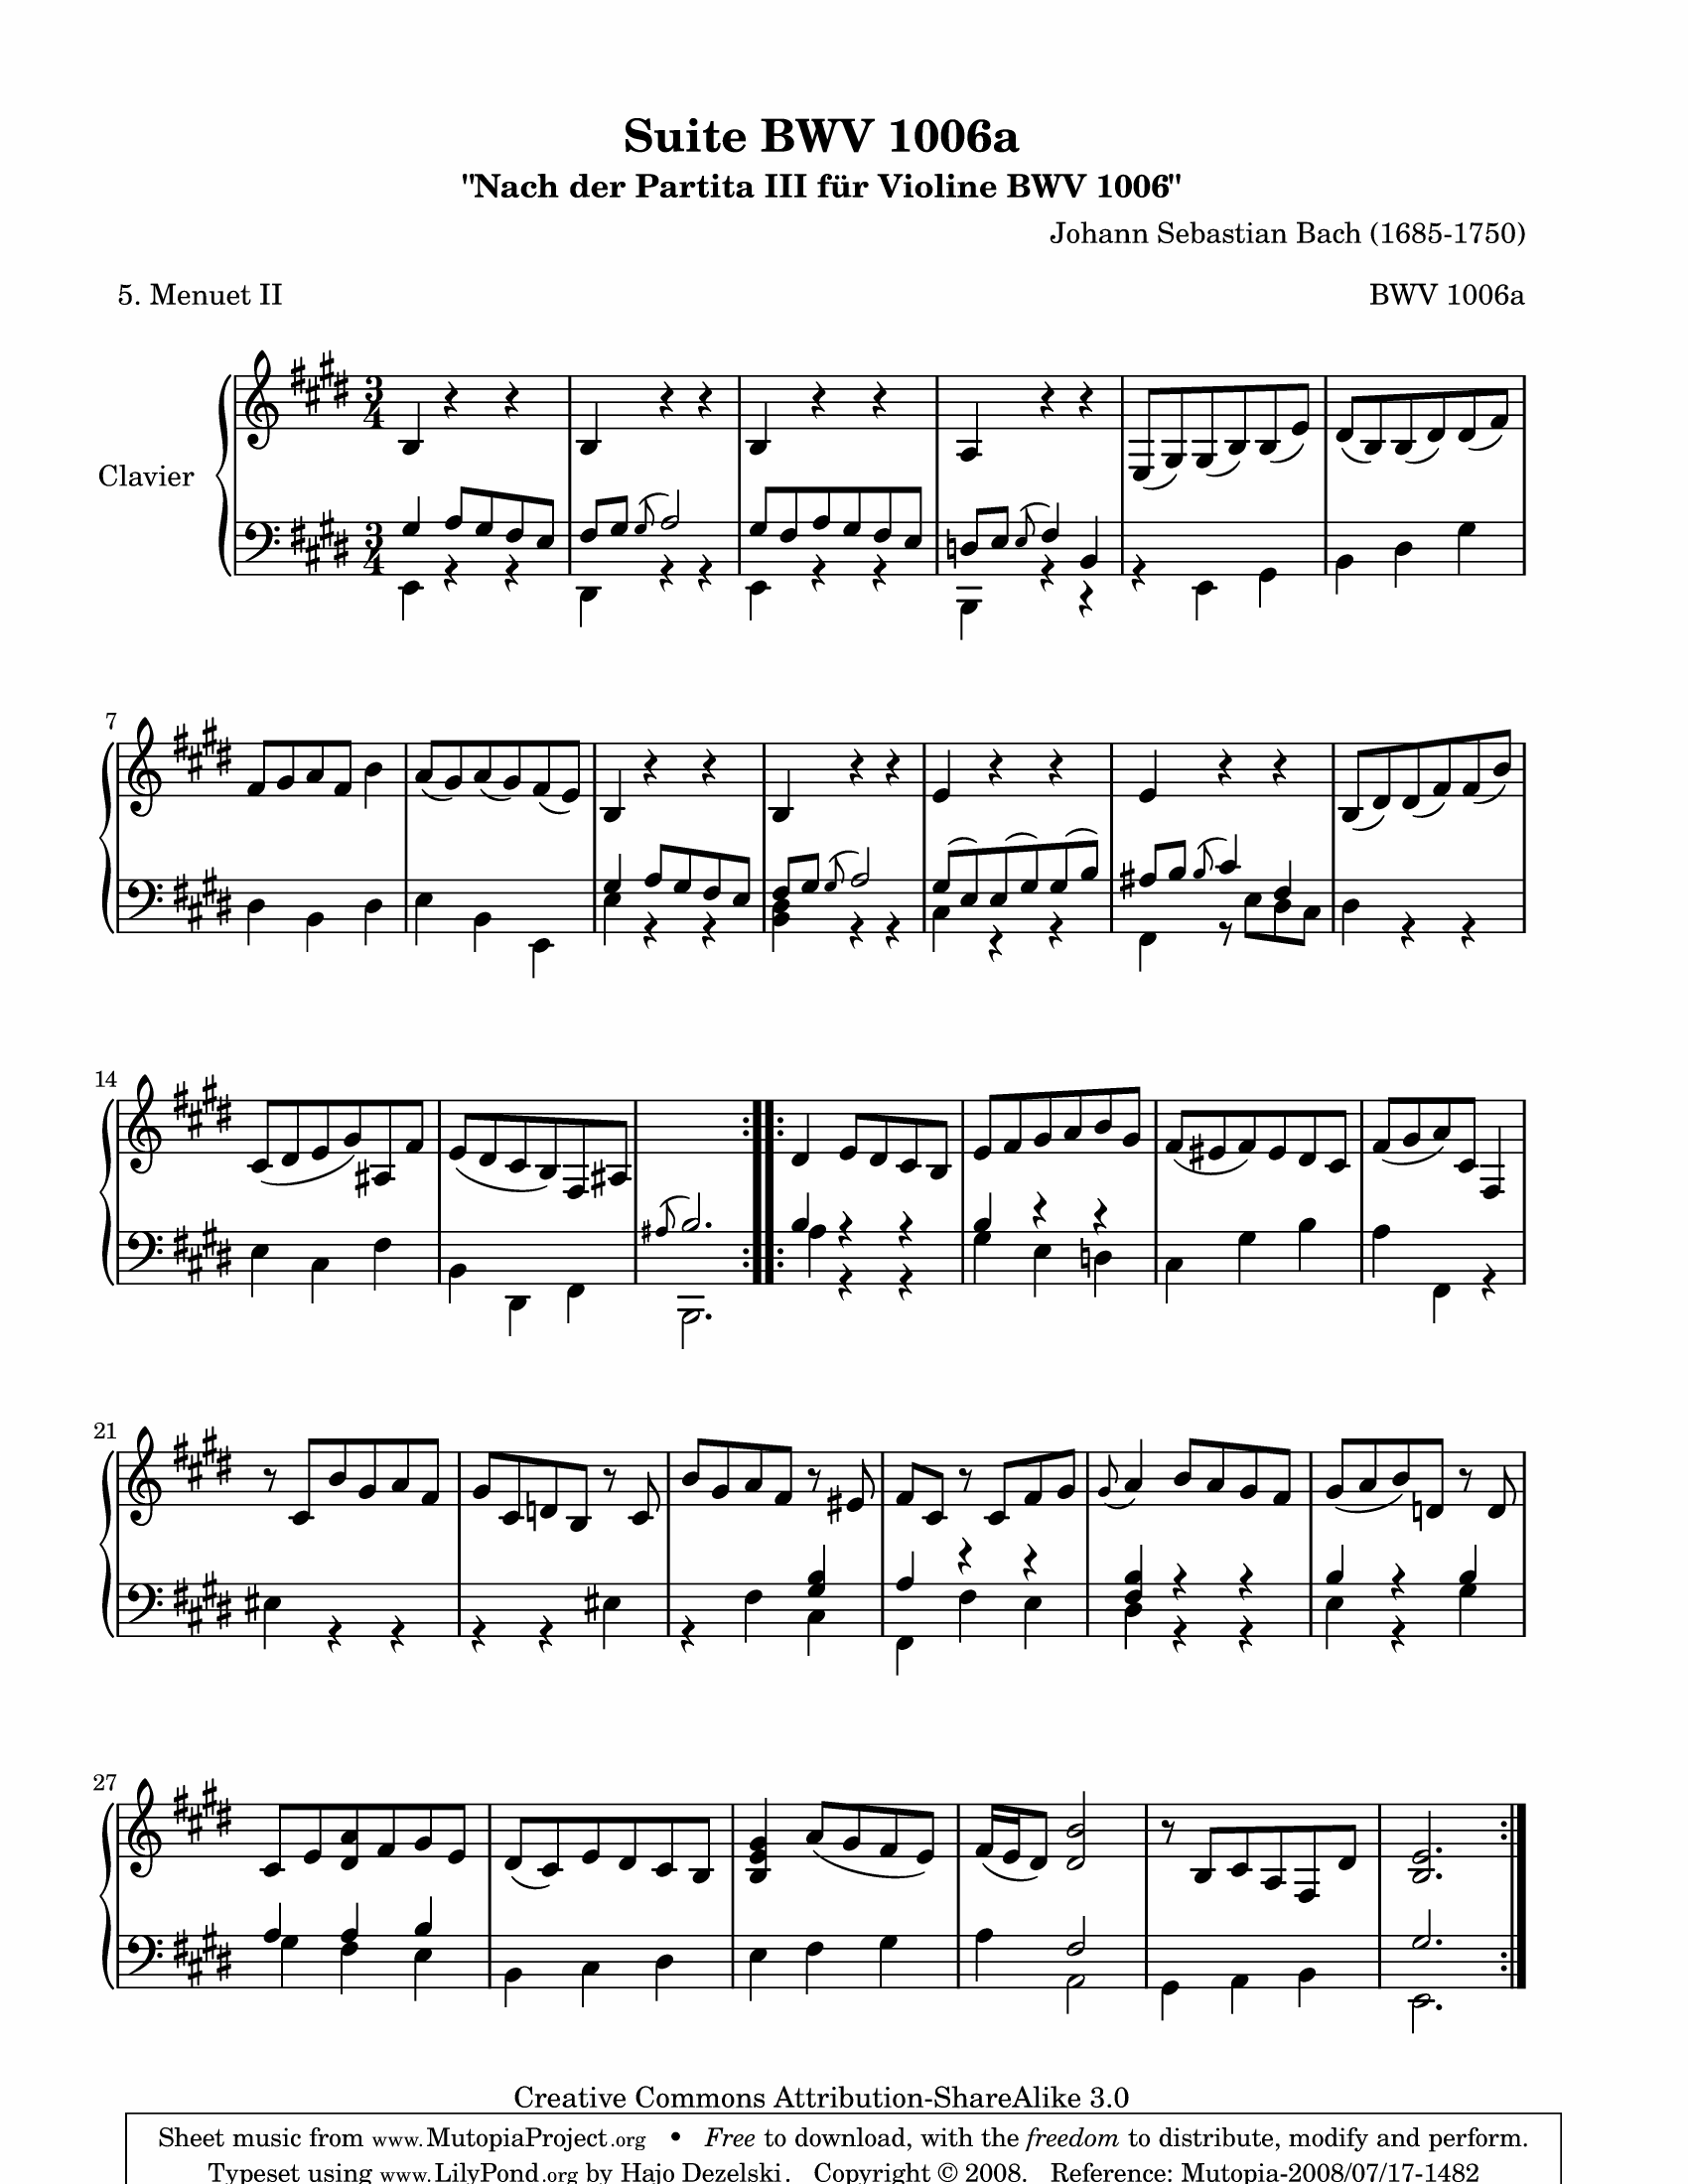 Suite BWV 1006a
"Nach der Partita III für Violine BWV 1006"
Johann Sebastian Bach (1685-1750)
5. Menuet II BWV 1006a
Clavier
3
4
3
4
7
14
21
27
Creative Commons Attribution-ShareAlike 3.0
Sheet music from www.MutopiaProject.org • Free to download, with the freedom to distribute, modify and perform.
Typeset using www.LilyPond.org by Hajo Dezelski. Copyright © 2008. Reference: Mutopia-2008/07/17-1482